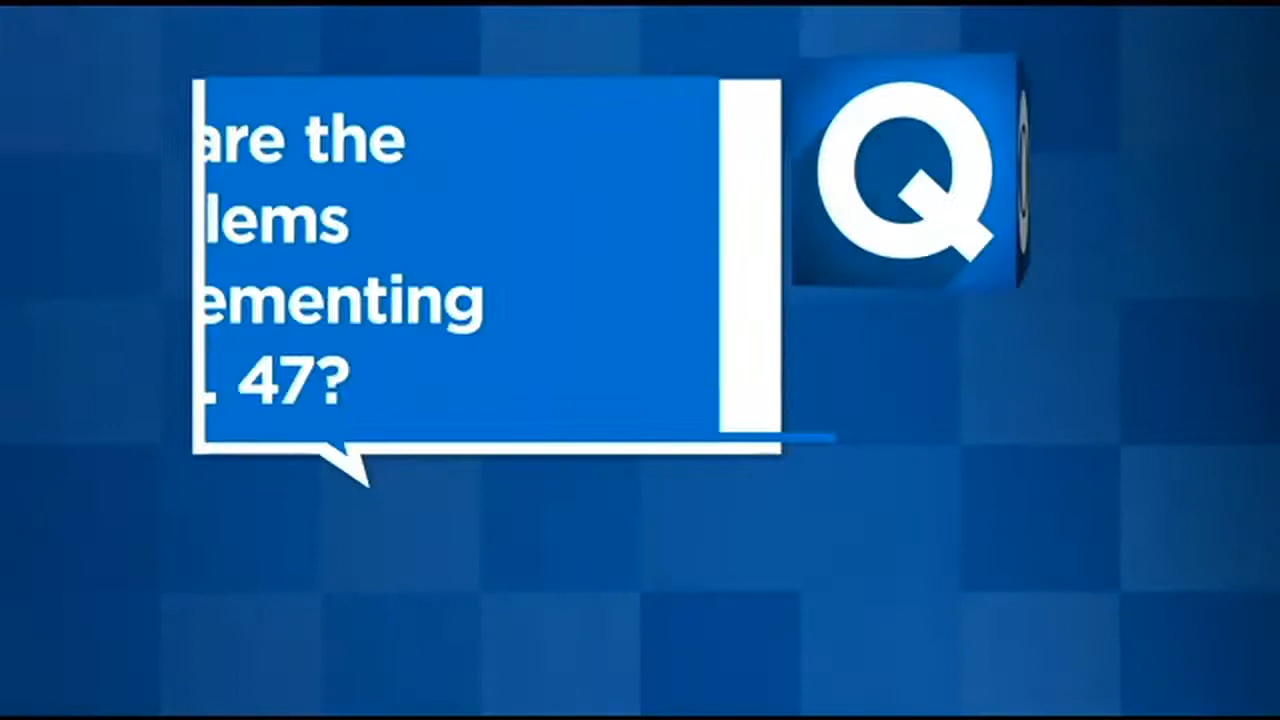 are the
lems
ementing
. 47?
Q